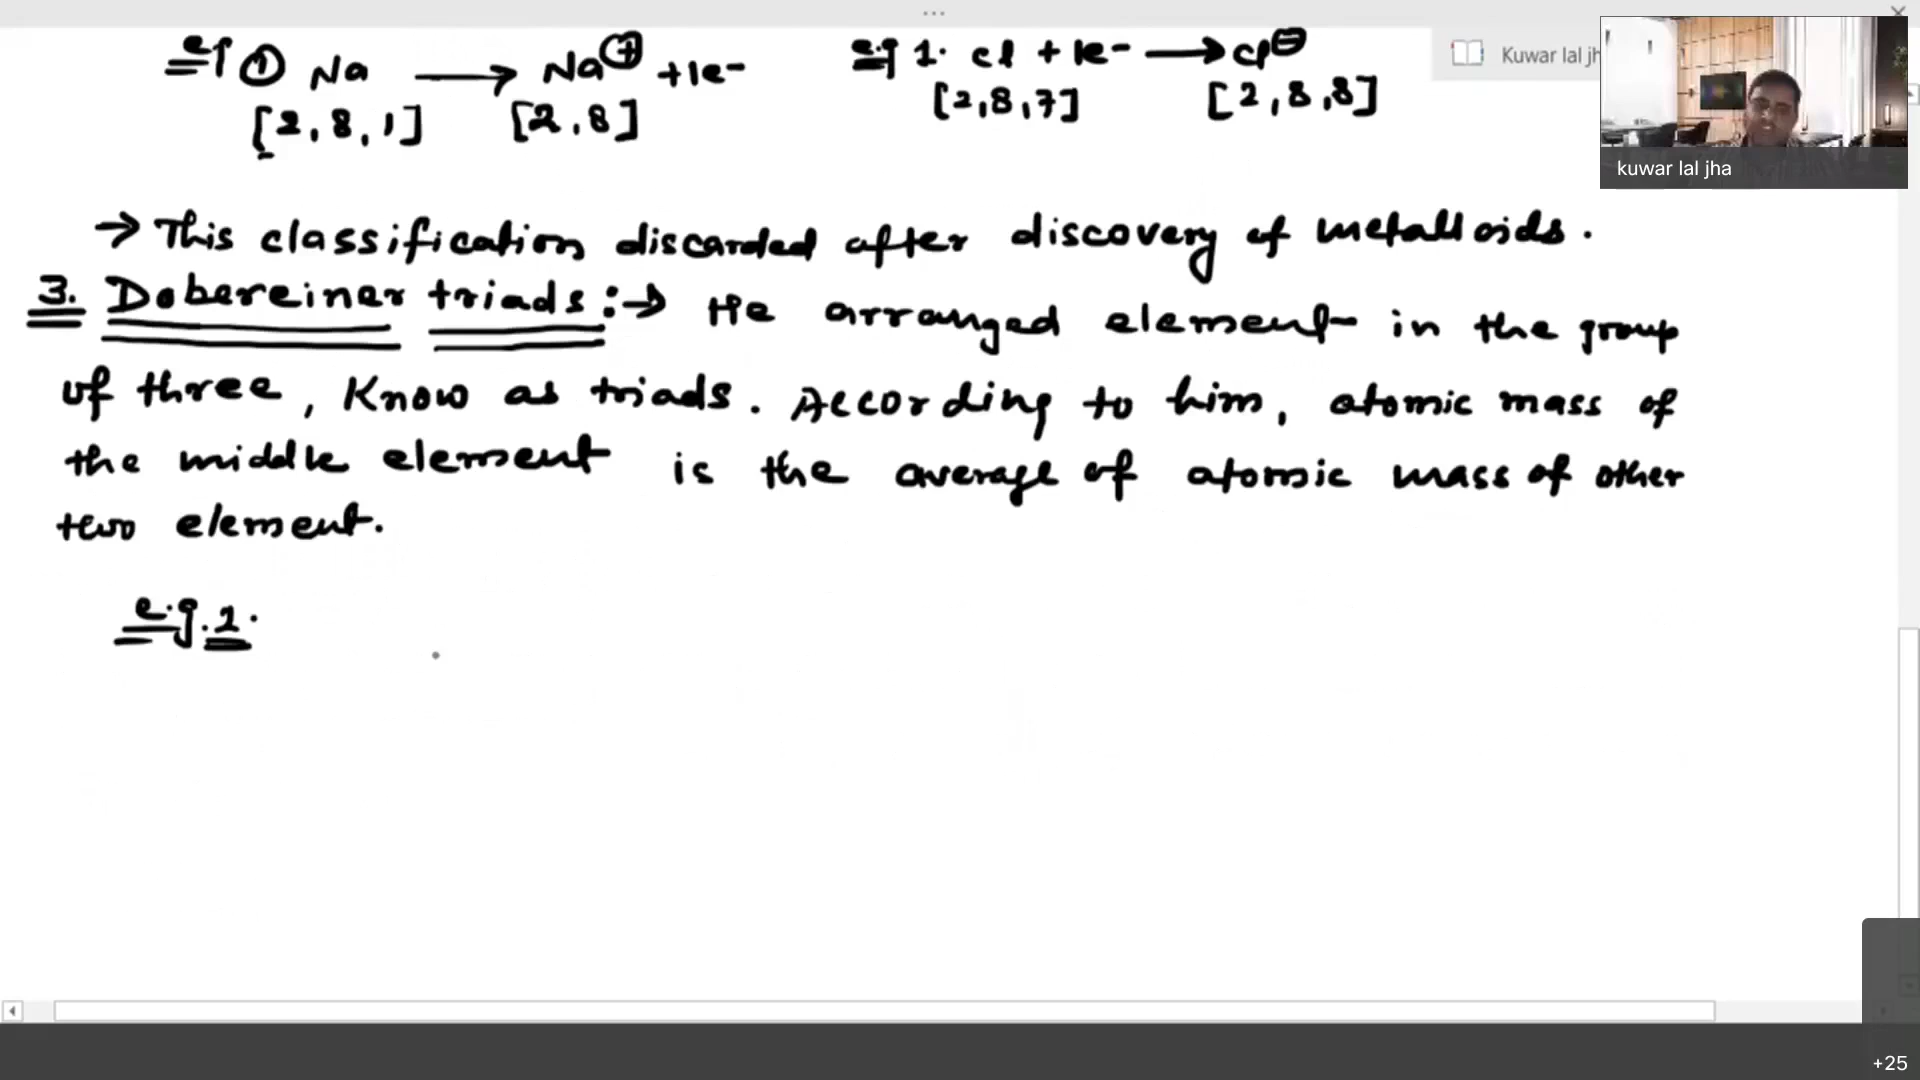 e.g ① Na ⟶ Na⊕ +1e⁻
[2,8,1] [2,8]
e.g 1. Cl + 1e⁻ ⟶ Cl⊖
[2,8,7] [2,8,8]
Kuwar lal jh
kuwar lal jha
→ This classification discarded after discovery of metalloids.
3. Dobereiner triads :→ He arranged element in the group
of three, Know as triads. According to him, atomic mass of
the middle element is the average of atomic mass of other
two element.
e.g.1.
+25